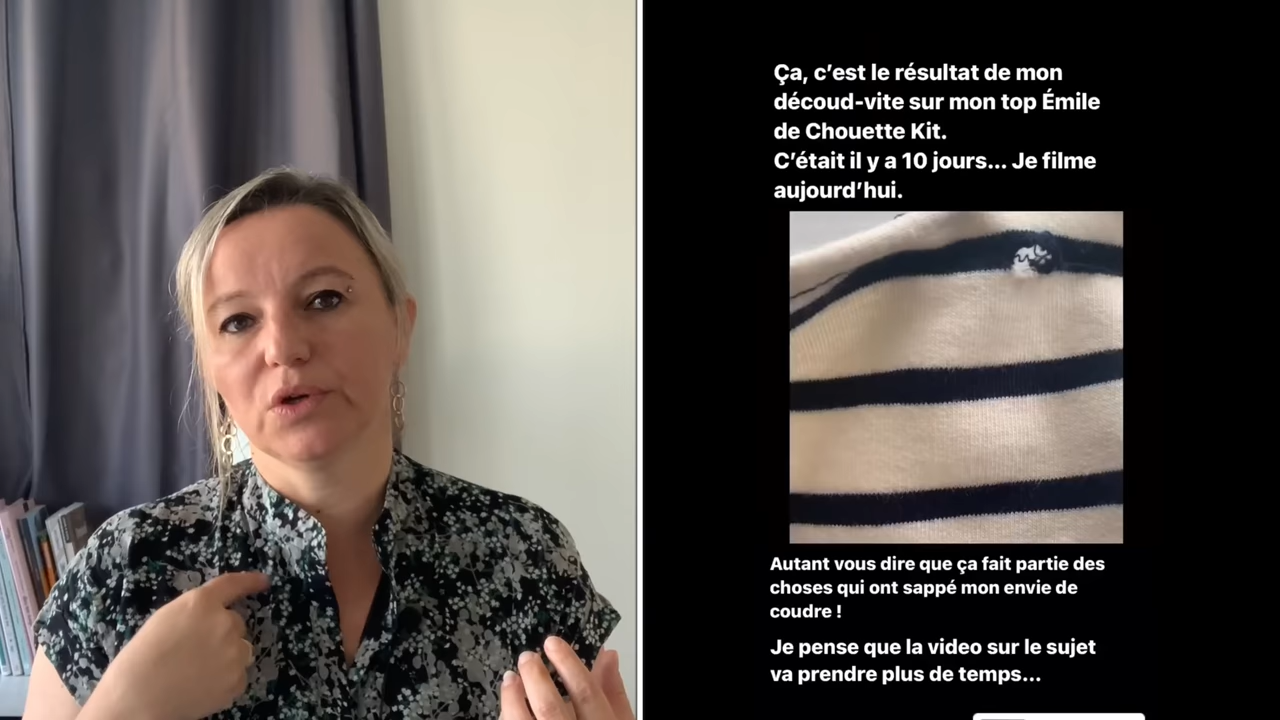 Ça, c’est le résultat de mon
découd-vite sur mon top Émile
de Chouette Kit.
C’était il y a 10 jours... Je filme
aujourd’hui.
Autant vous dire que ça fait partie des
choses qui ont sappé mon envie de
coudre !
Je pense que la video sur le sujet
va prendre plus de temps...